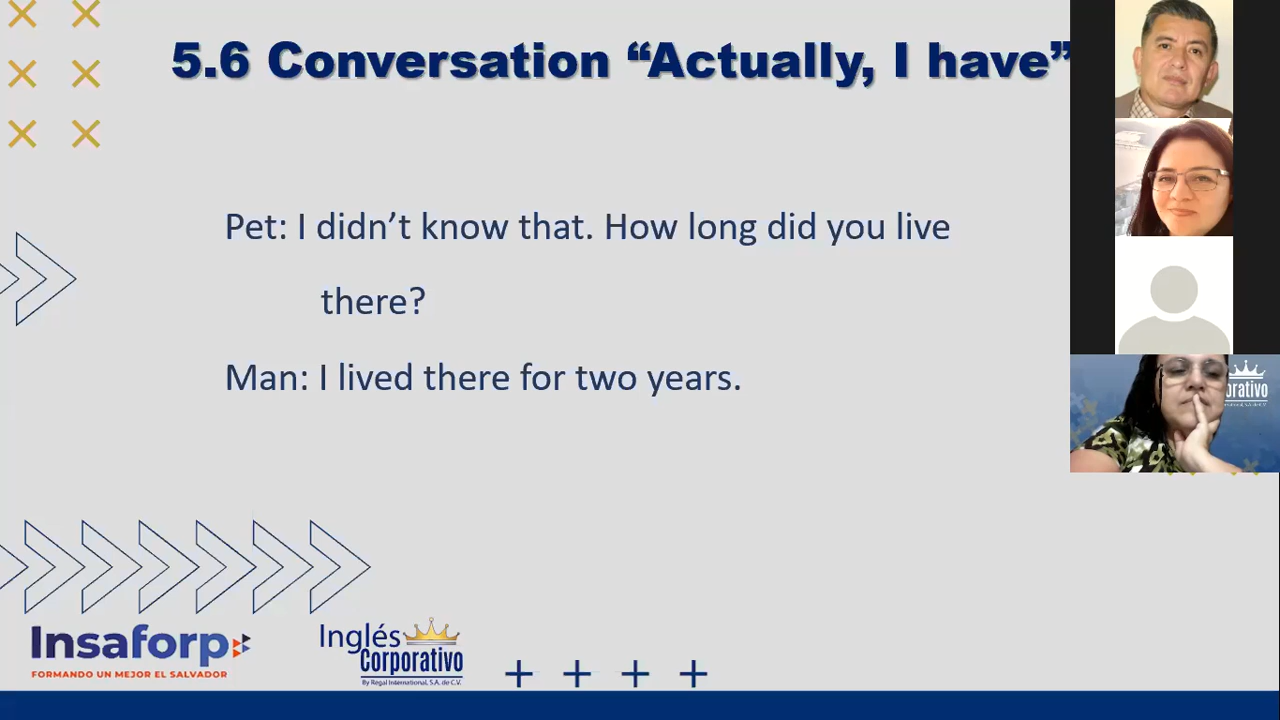 5.6 Conversation “Actually, I have”
Pet: I didn’t know that. How long did you live
there?
Man: I lived there for two years.
orativo
Insaforp
FORMANDO UN MEJOR EL SALVADOR
Inglés
Corporativo
By Regal International, S.A. de C.V.